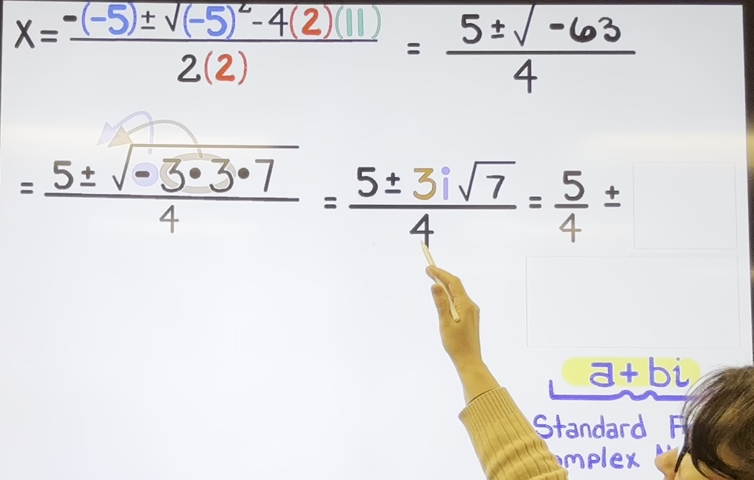 X = -(-5) ± √(-5)² - 4(2)(11) / 2(2) = 5 ± √-63 / 4
= 5 ± √-3•3•7 / 4 = 5 ± 3i√7 / 4 = 5/4 ±
a + bi
Standard